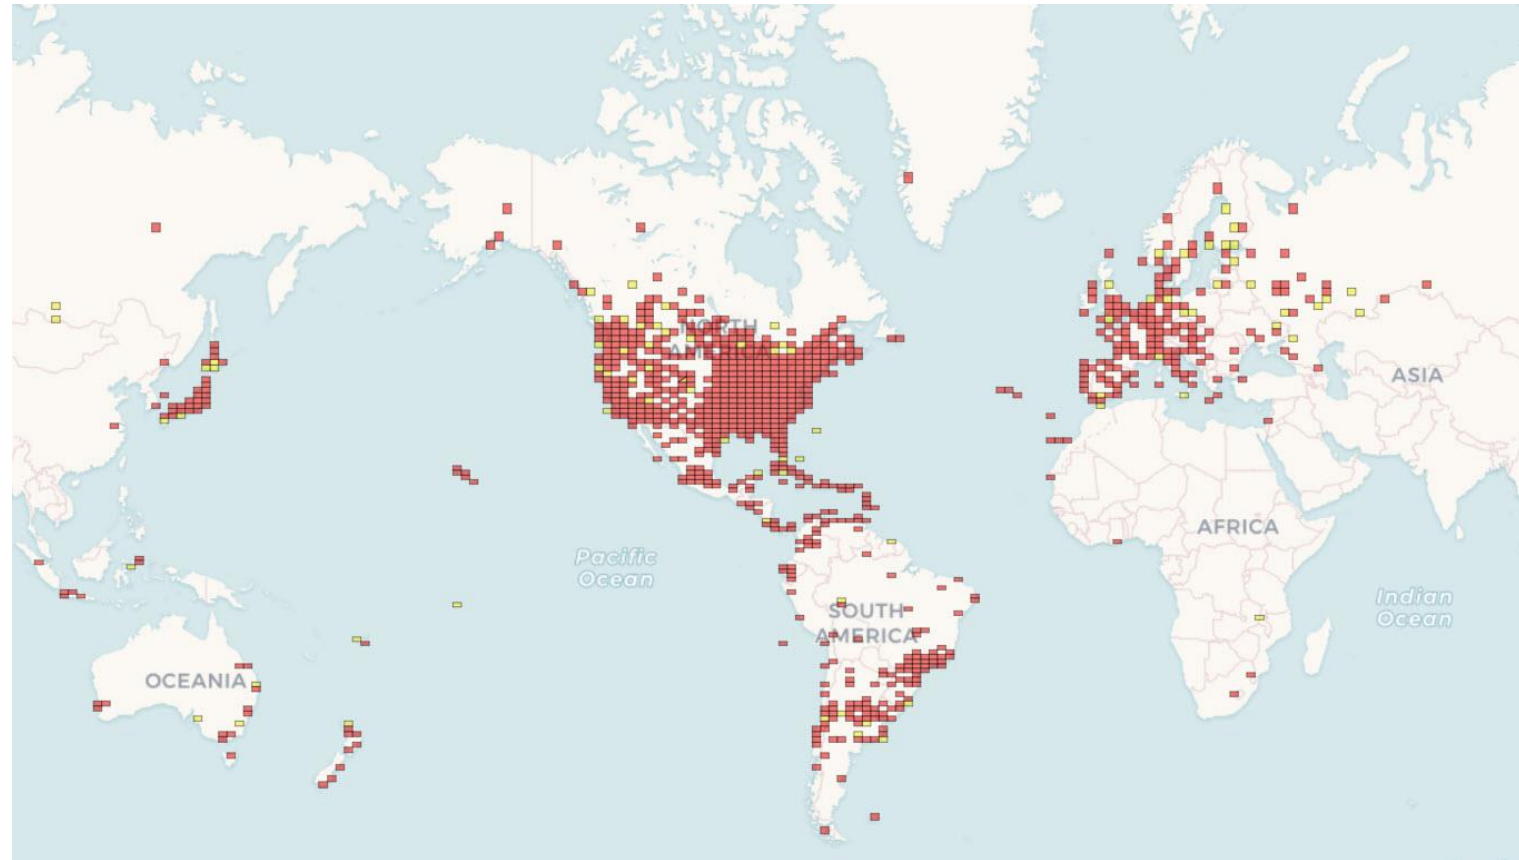 NORTH
AMERICA
ASIA
AFRICA
Pacific
Ocean
Indian
Ocean
SOUTH
AMERICA
OCEANIA